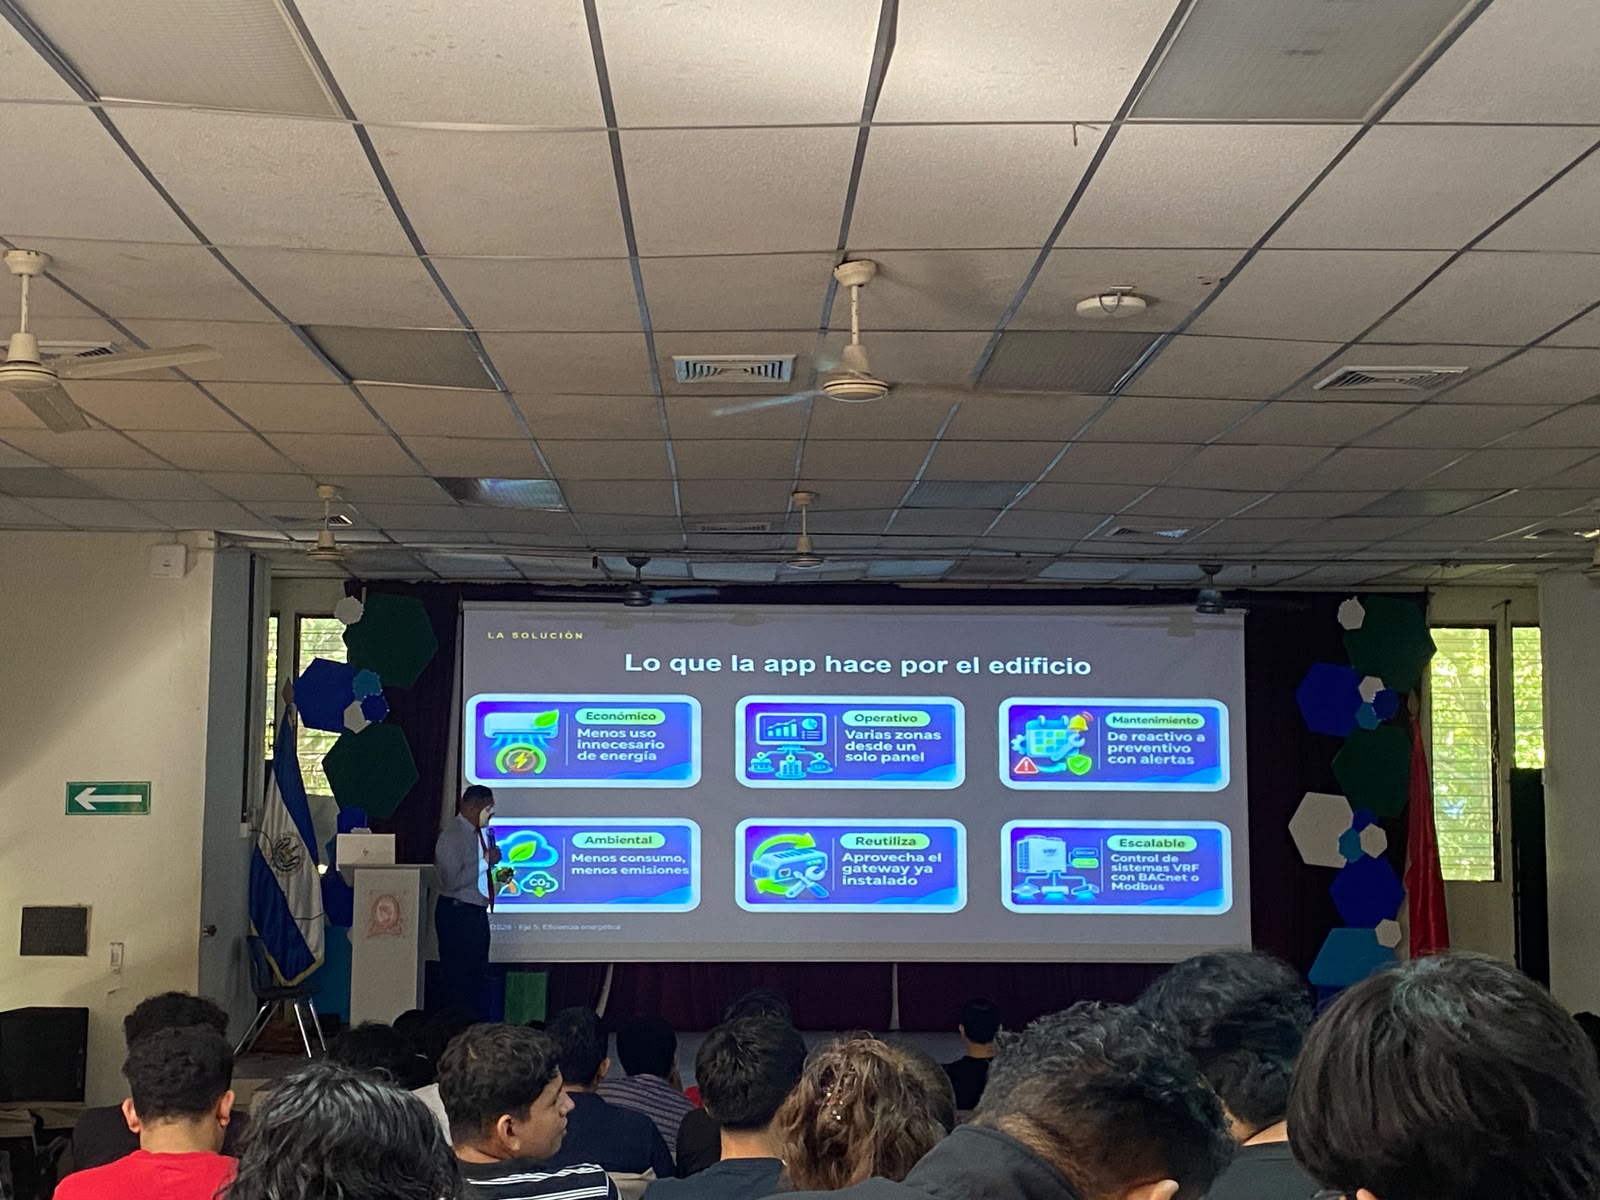 LA SOLUCIÓN
Lo que la app hace por el edificio
Económico
Menos uso
innecesario
de energía
Operativo
Varias zonas
desde un
solo panel
Mantenimiento
De reactivo a
preventivo
con alertas
Ambiental
Menos consumo,
menos emisiones
CO₂
Reutiliza
Aprovecha el
gateway ya
instalado
Escalable
Control de
sistemas VRF
con BACnet o
Modbus
Eje 5. Eficiencia energética